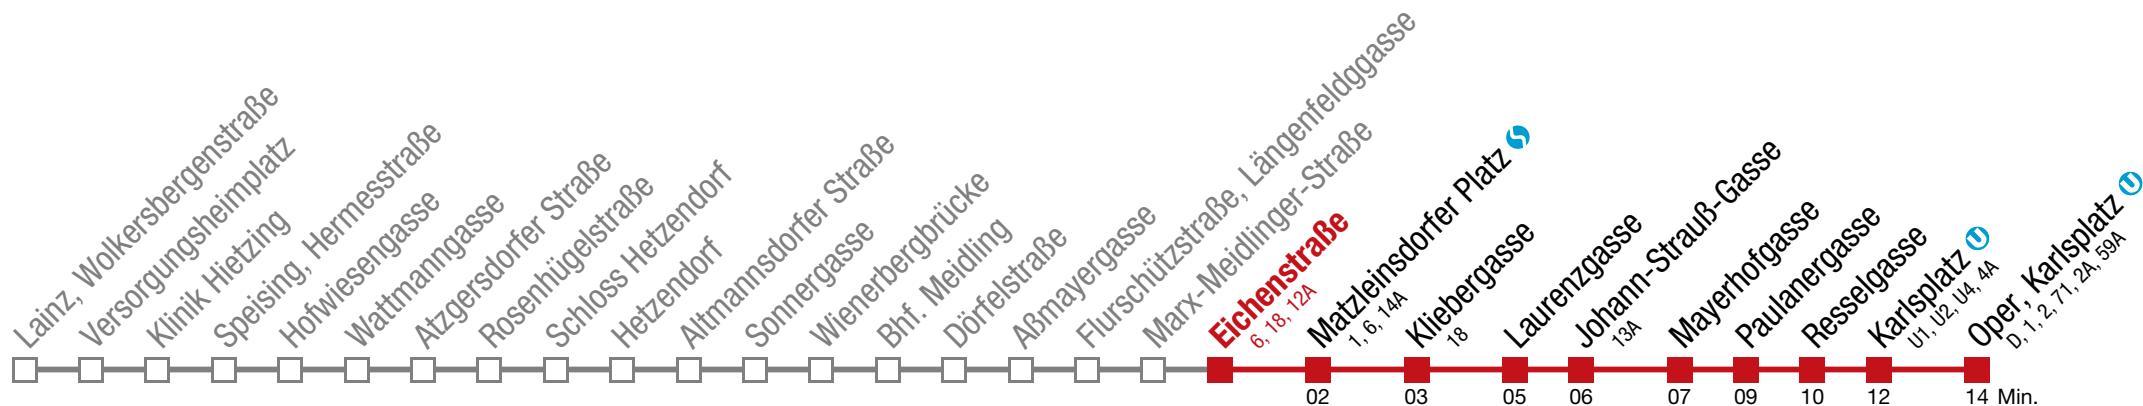 Lainz, Wolkersbergenstraße
Versorgungsheimplatz
Klinik Hietzing
Speising, Hermesstraße
Hofwiesengasse
Wattmanngasse
Atzgersdorfer Straße
Rosenhügelstraße
Schloss Hetzendorf
Hetzendorf
Altmannsdorfer Straße
Sonnergasse
Wienerbergbrücke
Bhf. Meidling
Dörfelstraße
Aßmayergasse
Flurschützstraße, Längenfeldggasse
Marx-Meidlinger-Straße
Eichenstraße
6, 18, 12A
Matzleinsdorfer Platz S
1, 6, 14A
Kliebergasse
18
Laurenzgasse
Johann-Strauß-Gasse
13A
Mayerhofgasse
Paulanergasse
Resselgasse
Karlsplatz U
U1, U2, U4, 4A
Oper, Karlsplatz U
D, 1, 2, 71, 2A, 59A
02 03 05 06 07 09 10 12 14 Min.